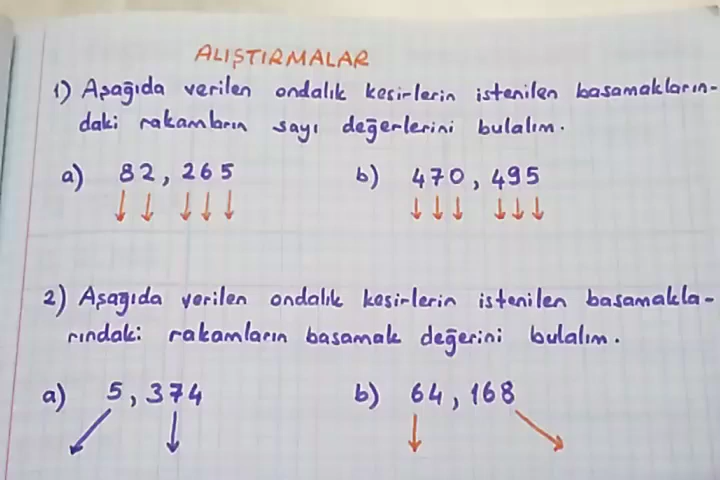 ALIŞTIRMALAR
1) Aşağıda verilen ondalık kesirlerin istenilen basamakların-
daki rakamların sayı değerlerini bulalım.
a) 82,265 b) 470,495
2) Aşağıda verilen ondalık kesirlerin istenilen basamakla-
rındaki rakamların basamak değerini bulalım.
a) 5,374 b) 64,168